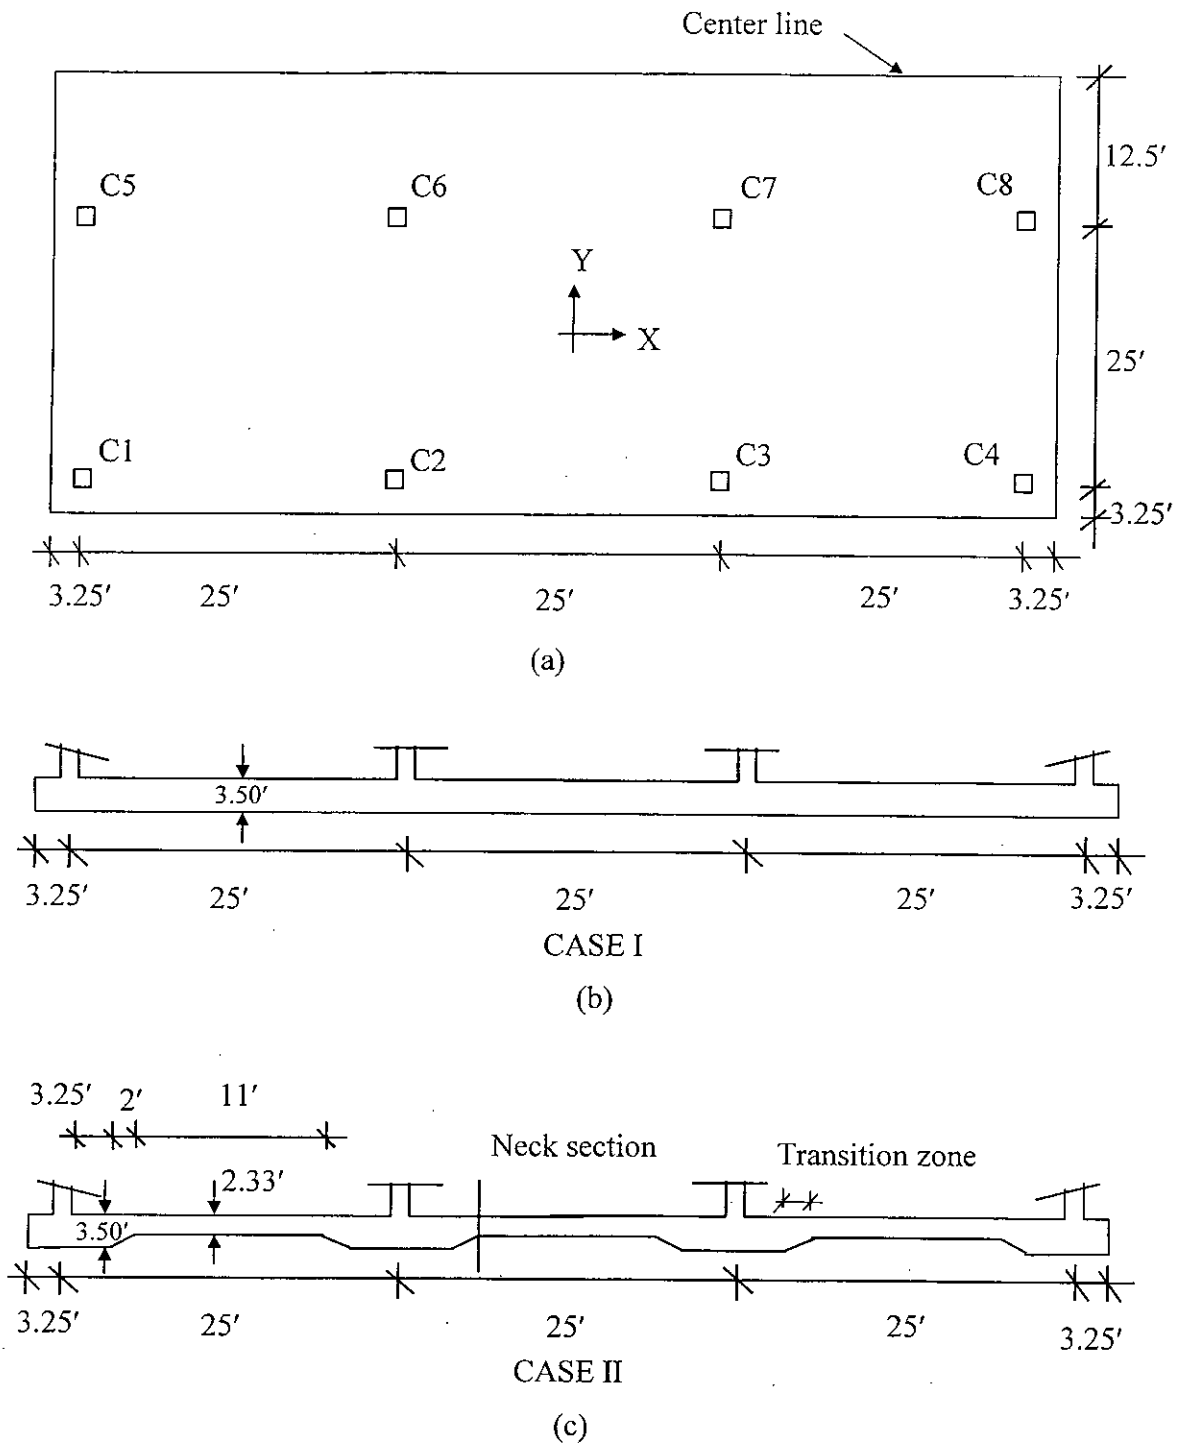 Center line
12.5′
C5 C6 C7 C8
Y
X
25′
C1 C2 C3 C4
3.25′
3.25′ 25′ 25′ 25′ 3.25′
(a)
3.50′
3.25′ 25′ 25′ 25′ 3.25′
CASE I
(b)
3.25′ 2′ 11′
Neck section Transition zone
2.33′
3.50′
3.25′ 25′ 25′ 25′ 3.25′
CASE II
(c)